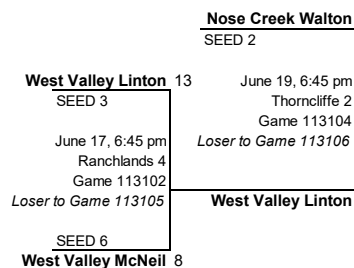 Nose Creek Walton
SEED 2
West Valley Linton 13
June 19, 6:45 pm
SEED 3
Thorncliffe 2
Game 113104
June 17, 6:45 pm
Loser to Game 113106
Ranchlands 4
Game 113102
Loser to Game 113105
West Valley Linton
SEED 6
West Valley McNeil 8